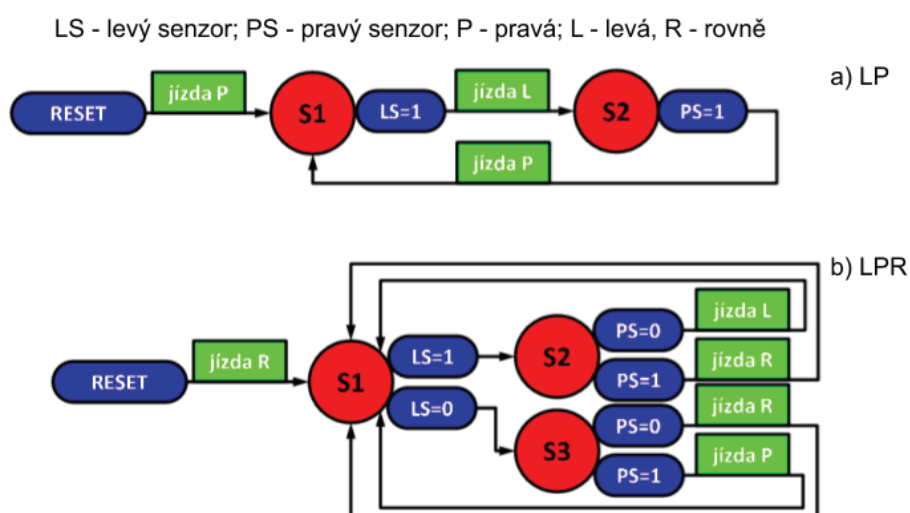 LS - levý senzor; PS - pravý senzor; P - pravá; L - levá, R - rovně
a) LP
RESET
jízda P
S1
LS=1
jízda L
S2
PS=1
jízda P
b) LPR
RESET
jízda R
S1
LS=1
LS=0
S2
PS=0
jízda L
PS=1
jízda R
S3
PS=0
jízda R
PS=1
jízda P